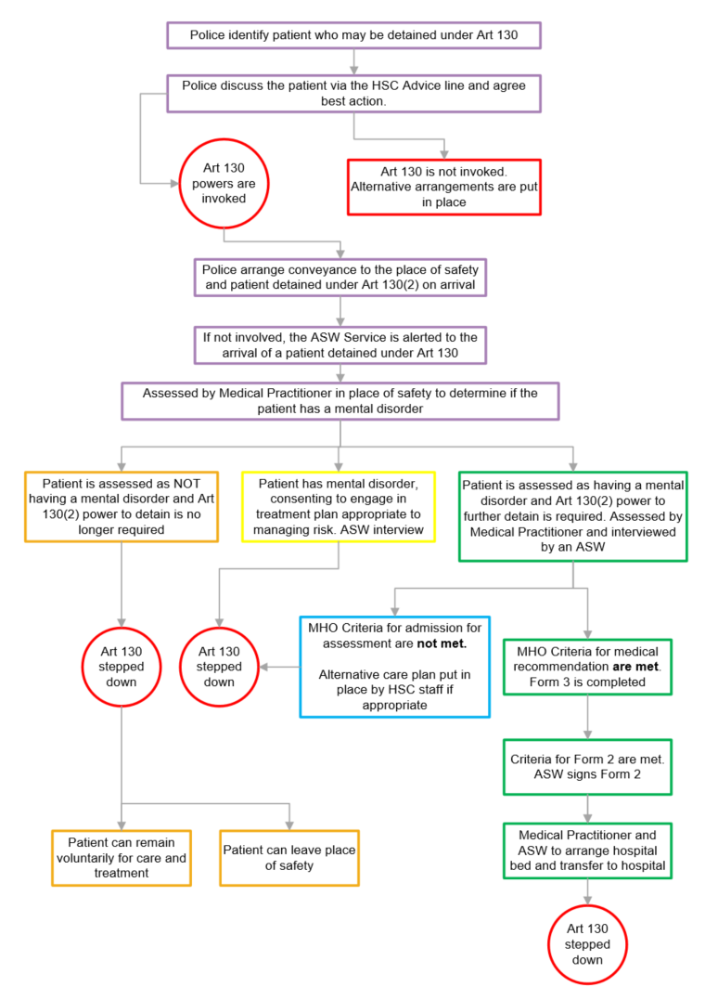 Police identify patient who may be detained under Art 130
Police discuss the patient via the HSC Advice line and agree
best action.
Art 130
powers are
invoked
Art 130 is not invoked.
Alternative arrangements are put
in place
Police arrange conveyance to the place of safety
and patient detained under Art 130(2) on arrival
If not involved, the ASW Service is alerted to the
arrival of a patient detained under Art 130
Assessed by Medical Practitioner in place of safety to determine if the
patient has a mental disorder
Patient is assessed as NOT
having a mental disorder and Art
130(2) power to detain is no
longer required
Patient has mental disorder,
consenting to engage in
treatment plan appropriate to
managing risk. ASW interview
Patient is assessed as having a mental
disorder and Art 130(2) power to
further detain is required. Assessed by
Medical Practitioner and interviewed
by an ASW
Art 130
stepped
down
Art 130
stepped
down
MHO Criteria for admission for
assessment are not met.
Alternative care plan put in
place by HSC staff if
appropriate
MHO Criteria for medical
recommendation are met.
Form 3 is completed
Criteria for Form 2 are met.
ASW signs Form 2
Patient can remain
voluntarily for care and
treatment
Patient can leave place
of safety
Medical Practitioner and
ASW to arrange hospital
bed and transfer to hospital
Art 130
stepped
down